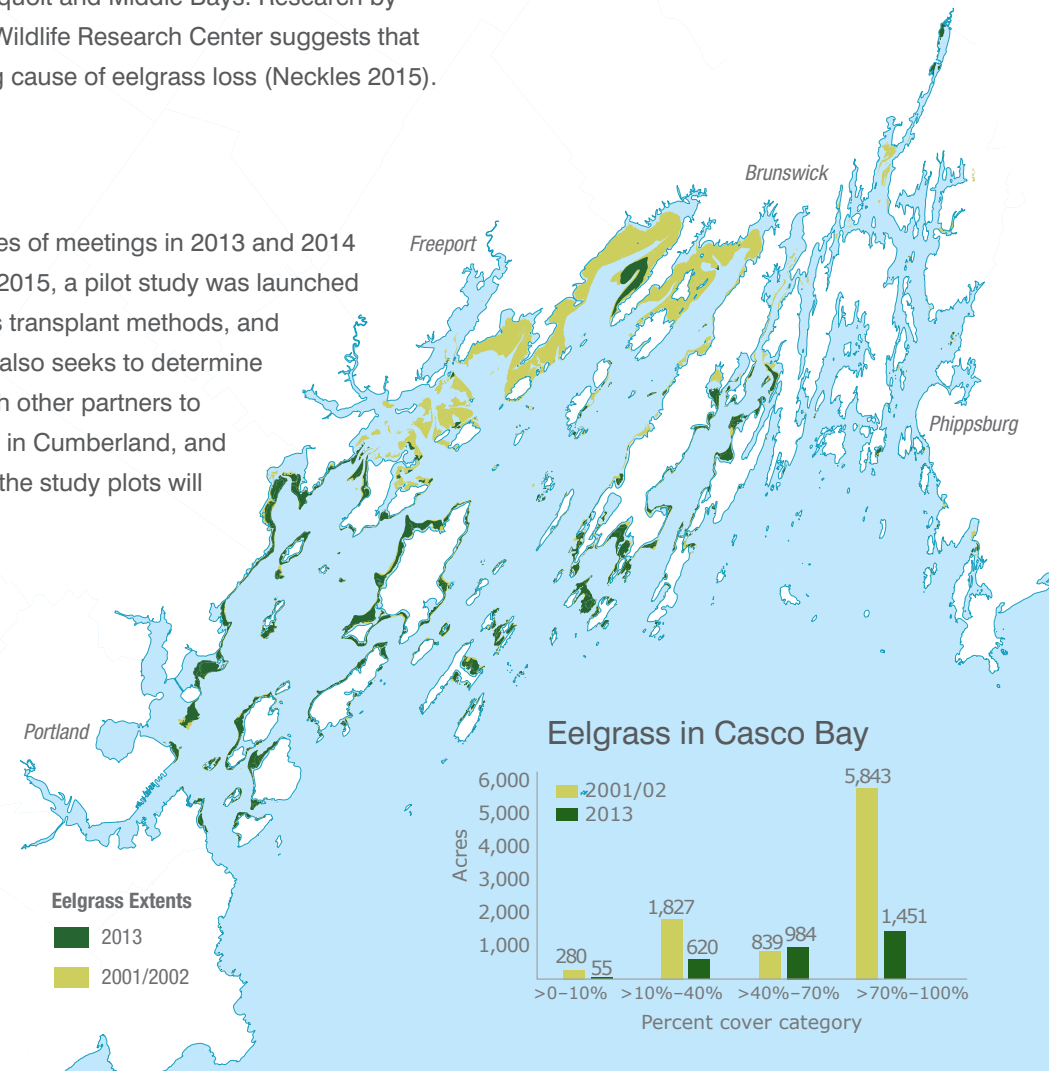 quoit and Middle Bays. Research by
Wildlife Research Center suggests that
cause of eelgrass loss (Neckles 2015).
es of meetings in 2013 and 2014
2015, a pilot study was launched
s transplant methods, and
also seeks to determine
h other partners to
in Cumberland, and
the study plots will
Brunswick
Freeport
Phippsburg
Portland
Eelgrass Extents
2013
2001/2002
Eelgrass in Casco Bay
2001/02
2013
Acres
6,000
5,000
4,000
3,000
2,000
1,000
280
55
1,827
620
839
984
5,843
1,451
>0–10%
>10%–40%
>40%–70%
>70%–100%
Percent cover category